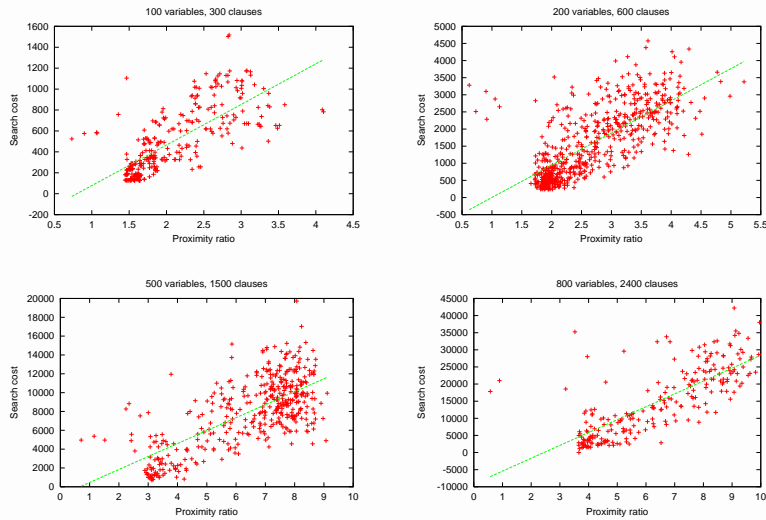 100 variables, 300 clauses
1600
1400
1200
1000
800
600
400
200
0
-200
0.5 1 1.5 2 2.5 3 3.5 4 4.5
Search cost
Proximity ratio
200 variables, 600 clauses
5000
4500
4000
3500
3000
2500
2000
1500
1000
500
0
-500
0.5 1 1.5 2 2.5 3 3.5 4 4.5 5 5.5
Search cost
Proximity ratio
500 variables, 1500 clauses
20000
18000
16000
14000
12000
10000
8000
6000
4000
2000
0
0 1 2 3 4 5 6 7 8 9 10
Search cost
Proximity ratio
800 variables, 2400 clauses
45000
40000
35000
30000
25000
20000
15000
10000
5000
0
-5000
-10000
0 1 2 3 4 5 6 7 8 9 10
Search cost
Proximity ratio